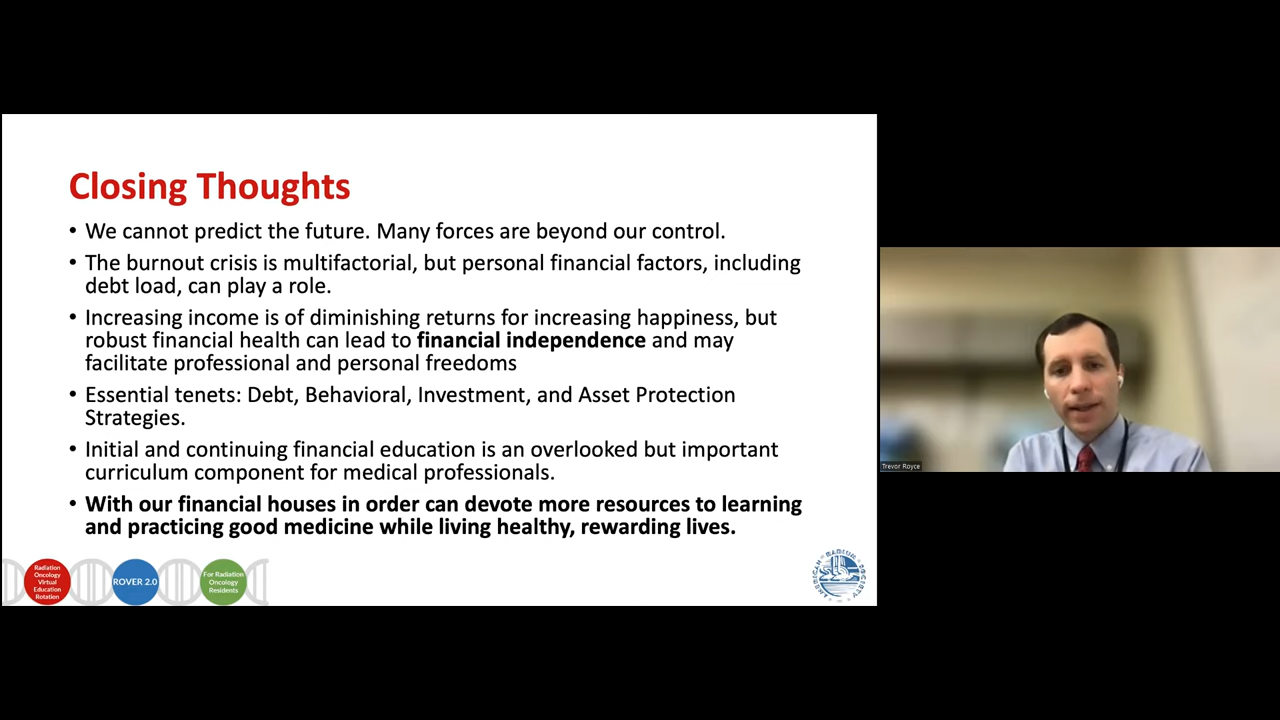 Closing Thoughts
• We cannot predict the future. Many forces are beyond our control.
• The burnout crisis is multifactorial, but personal financial factors, including
debt load, can play a role.
• Increasing income is of diminishing returns for increasing happiness, but
robust financial health can lead to financial independence and may
facilitate professional and personal freedoms
• Essential tenets: Debt, Behavioral, Investment, and Asset Protection
Strategies.
• Initial and continuing financial education is an overlooked but important
curriculum component for medical professionals.
• With our financial houses in order can devote more resources to learning
and practicing good medicine while living healthy, rewarding lives.
Radiation
Oncology
Virtual
Education
Rotation
ROVER 2.0
For Radiation
Oncology
Residents
AMERICAN RADIUM SOCIETY
Trevor Royce